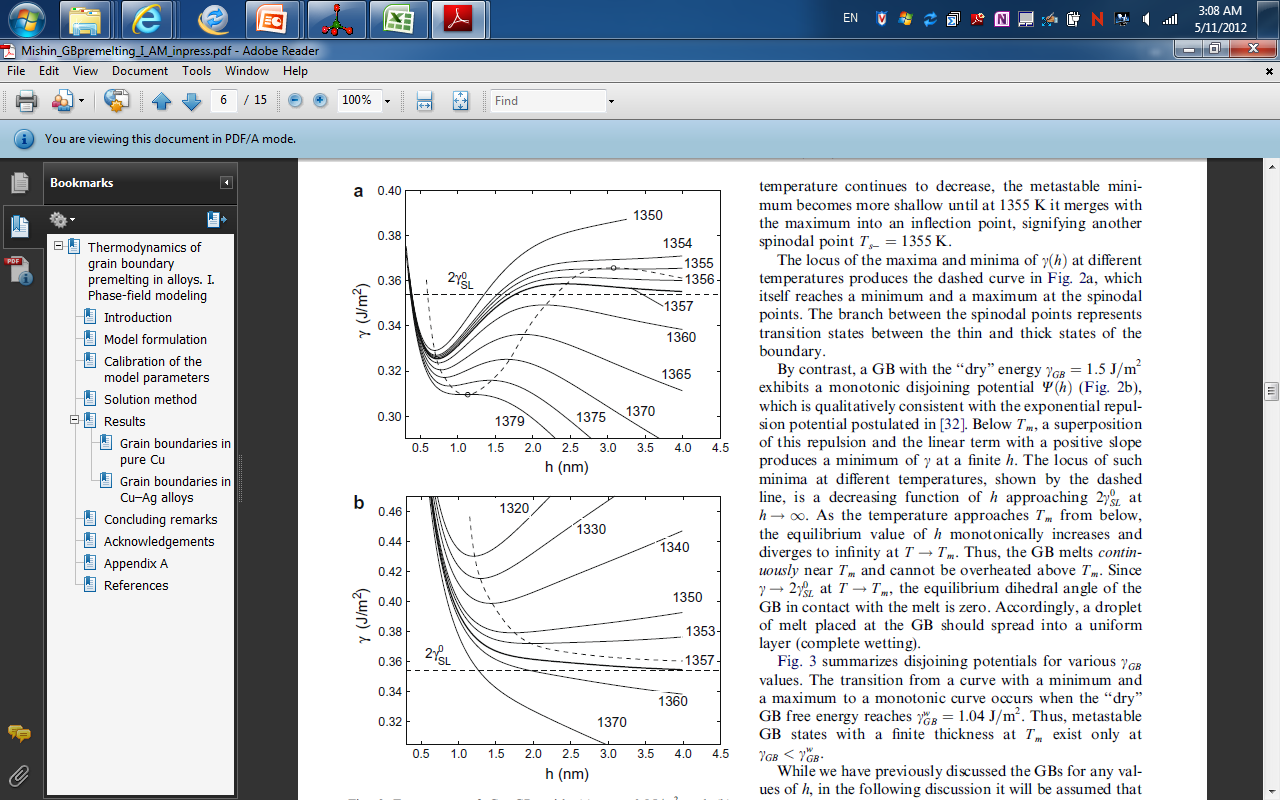 EN
3:08 AM
5/11/2012
Mishin_GBpremelting_I_AM_inpress.pdf - Adobe Reader
File Edit View Document Tools Window Help
6 / 15 100% Find
You are viewing this document in PDF/A mode.
Bookmarks
Thermodynamics of
grain boundary
premelting in alloys. I.
Phase-field modeling
Introduction
Model formulation
Calibration of the
model parameters
Solution method
Results
Grain boundaries in
pure Cu
Grain boundaries in
Cu–Ag alloys
Concluding remarks
Acknowledgements
Appendix A
References
a
0.40
0.38
0.36
0.34
0.32
0.30
γ (J/m²)
2γ⁰SL
1350
1354
1355
1356
1357
1360
1365
1370
1375
1379
0.5 1.0 1.5 2.0 2.5 3.0 3.5 4.0 4.5
h (nm)
b
0.46
0.44
0.42
0.40
0.38
0.36
0.34
0.32
γ (J/m²)
2γ⁰SL
1320
1330
1340
1350
1353
1357
1360
1370
0.5 1.0 1.5 2.0 2.5 3.0 3.5 4.0 4.5
h (nm)
temperature continues to decrease, the metastable mini-
mum becomes more shallow until at 1355 K it merges with
the maximum into an inflection point, signifying another
spinodal point Ts− = 1355 K.
The locus of the maxima and minima of γ(h) at different
temperatures produces the dashed curve in Fig. 2a, which
itself reaches a minimum and a maximum at the spinodal
points. The branch between the spinodal points represents
transition states between the thin and thick states of the
boundary.
By contrast, a GB with the “dry” energy γGB = 1.5 J/m²
exhibits a monotonic disjoining potential Ψ(h) (Fig. 2b),
which is qualitatively consistent with the exponential repul-
sion potential postulated in [32]. Below Tm, a superposition
of this repulsion and the linear term with a positive slope
produces a minimum of γ at a finite h. The locus of such
minima at different temperatures, shown by the dashed
line, is a decreasing function of h approaching 2γ⁰SL at
h → ∞. As the temperature approaches Tm from below,
the equilibrium value of h monotonically increases and
diverges to infinity at T → Tm. Thus, the GB melts contin-
uously near Tm and cannot be overheated above Tm. Since
γ → 2γ⁰SL at T → Tm, the equilibrium dihedral angle of the
GB in contact with the melt is zero. Accordingly, a droplet
of melt placed at the GB should spread into a uniform
layer (complete wetting).
Fig. 3 summarizes disjoining potentials for various γGB
values. The transition from a curve with a minimum and
a maximum to a monotonic curve occurs when the “dry”
GB free energy reaches γʷGB = 1.04 J/m². Thus, metastable
GB states with a finite thickness at Tm exist only at
γGB < γʷGB.
While we have previously discussed the GBs for any val-
ues of h, in the following discussion it will be assumed that